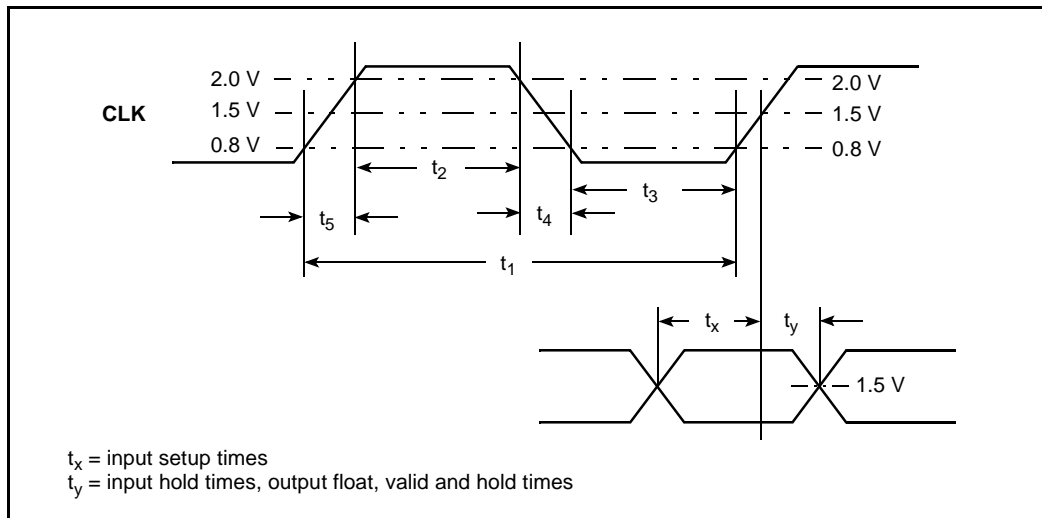 2.0 V
2.0 V
CLK
1.5 V
1.5 V
0.8 V
0.8 V
t2
t3
t5
t4
t1
tx
ty
1.5 V
tx = input setup times
ty = input hold times, output float, valid and hold times